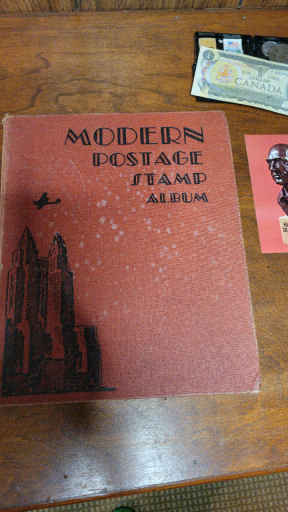 MODERN
POSTAGE
STAMP
ALBUM
CANADA